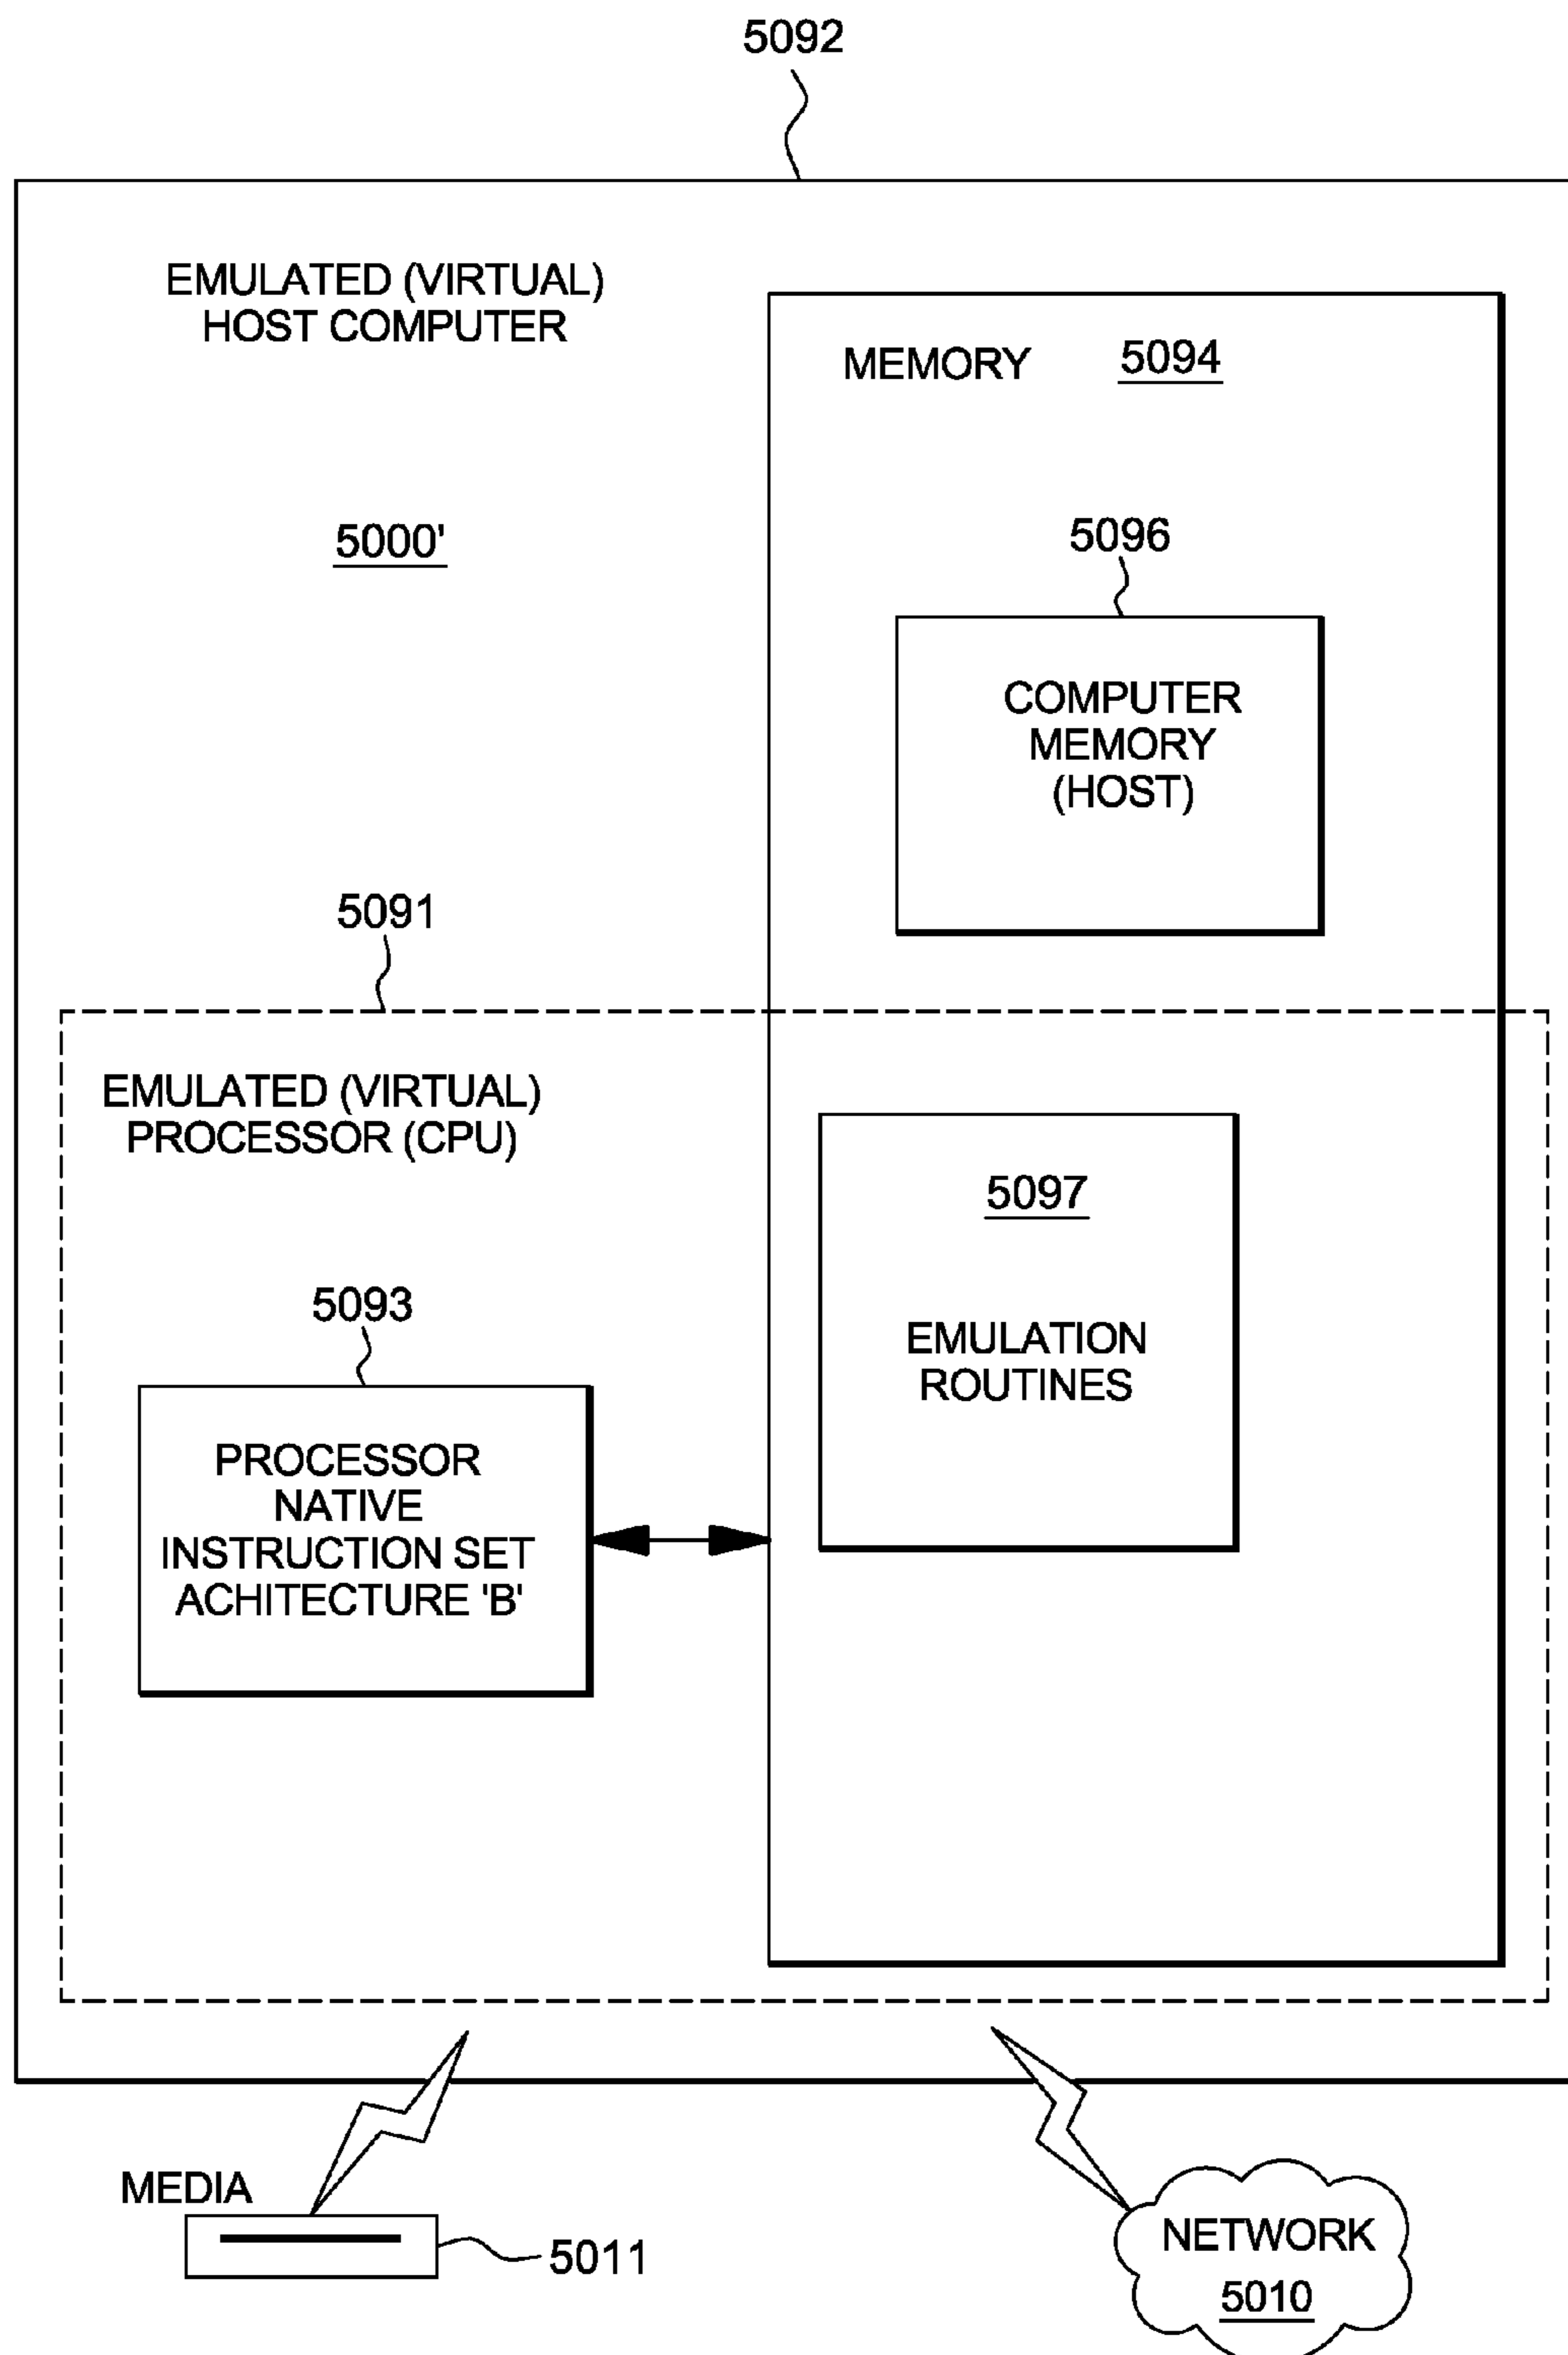 5092
EMULATED (VIRTUAL)
HOST COMPUTER
MEMORY 5094
5000'
5096
COMPUTER
MEMORY
(HOST)
5091
EMULATED (VIRTUAL)
PROCESSOR (CPU)
5097
EMULATION
ROUTINES
5093
PROCESSOR
NATIVE
INSTRUCTION SET
ACHITECTURE 'B'
MEDIA
5011
NETWORK
5010